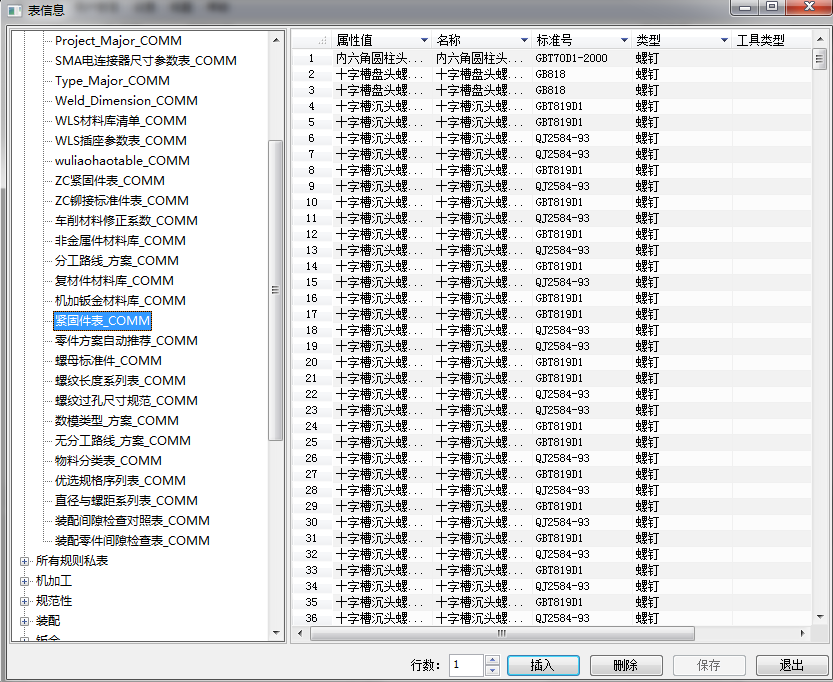 表信息
Project_Major_COMM
SMA电连接器尺寸参数表_COMM
Type_Major_COMM
Weld_Dimension_COMM
WLS材料库清单_COMM
WLS插座参数表_COMM
wuliaohaotable_COMM
ZC紧固件表_COMM
ZC铆接标准件表_COMM
车削材料修正系数_COMM
非金属件材料库_COMM
分工路线_方案_COMM
复材件材料库_COMM
机加钣金材料库_COMM
紧固件表_COMM
零件方案自动推荐_COMM
螺母标准件_COMM
螺纹长度系列表_COMM
螺纹过孔尺寸规范_COMM
数模类型_方案_COMM
无分工路线_方案_COMM
物料分类表_COMM
优选规格序列表_COMM
直径与螺距系列表_COMM
装配间隙检查对照表_COMM
装配零件间隙检查表_COMM
所有规则私表
机加工
规范性
装配
钣金
属性值 名称 标准号 类型 工具类型
1 内六角圆柱头... 内六角圆柱头... GBT70D1-2000 螺钉
2 十字槽盘头螺... 十字槽盘头螺... GB818 螺钉
3 十字槽盘头螺... 十字槽盘头螺... GB818 螺钉
4 十字槽沉头螺... 十字槽沉头螺... GBT819D1 螺钉
5 十字槽沉头螺... 十字槽沉头螺... GBT819D1 螺钉
6 十字槽沉头螺... 十字槽沉头螺... QJ2584-93 螺钉
7 十字槽沉头螺... 十字槽沉头螺... QJ2584-93 螺钉
8 十字槽沉头螺... 十字槽沉头螺... GBT819D1 螺钉
9 十字槽沉头螺... 十字槽沉头螺... QJ2584-93 螺钉
10 十字槽沉头螺... 十字槽沉头螺... GBT819D1 螺钉
11 十字槽沉头螺... 十字槽沉头螺... QJ2584-93 螺钉
12 十字槽沉头螺... 十字槽沉头螺... GBT819D1 螺钉
13 十字槽沉头螺... 十字槽沉头螺... QJ2584-93 螺钉
14 十字槽沉头螺... 十字槽沉头螺... GBT819D1 螺钉
15 十字槽沉头螺... 十字槽沉头螺... QJ2584-93 螺钉
16 十字槽沉头螺... 十字槽沉头螺... GBT819D1 螺钉
17 十字槽沉头螺... 十字槽沉头螺... GBT819D1 螺钉
18 十字槽沉头螺... 十字槽沉头螺... QJ2584-93 螺钉
19 十字槽沉头螺... 十字槽沉头螺... QJ2584-93 螺钉
20 十字槽沉头螺... 十字槽沉头螺... GBT819D1 螺钉
21 十字槽沉头螺... 十字槽沉头螺... GBT819D1 螺钉
22 十字槽沉头螺... 十字槽沉头螺... QJ2584-93 螺钉
23 十字槽沉头螺... 十字槽沉头螺... QJ2584-93 螺钉
24 十字槽沉头螺... 十字槽沉头螺... GBT819D1 螺钉
25 十字槽沉头螺... 十字槽沉头螺... GBT819D1 螺钉
26 十字槽沉头螺... 十字槽沉头螺... QJ2584-93 螺钉
27 十字槽沉头螺... 十字槽沉头螺... GBT819D1 螺钉
28 十字槽沉头螺... 十字槽沉头螺... QJ2584-93 螺钉
29 十字槽沉头螺... 十字槽沉头螺... GBT819D1 螺钉
30 十字槽沉头螺... 十字槽沉头螺... QJ2584-93 螺钉
31 十字槽沉头螺... 十字槽沉头螺... GBT819D1 螺钉
32 十字槽沉头螺... 十字槽沉头螺... QJ2584-93 螺钉
33 十字槽沉头螺... 十字槽沉头螺... GBT819D1 螺钉
34 十字槽沉头螺... 十字槽沉头螺... QJ2584-93 螺钉
35 十字槽沉头螺... 十字槽沉头螺... GBT819D1 螺钉
36 十字槽沉头螺... 十字槽沉头螺... QJ2584-93 螺钉
行数: 1 插入 删除 保存 退出